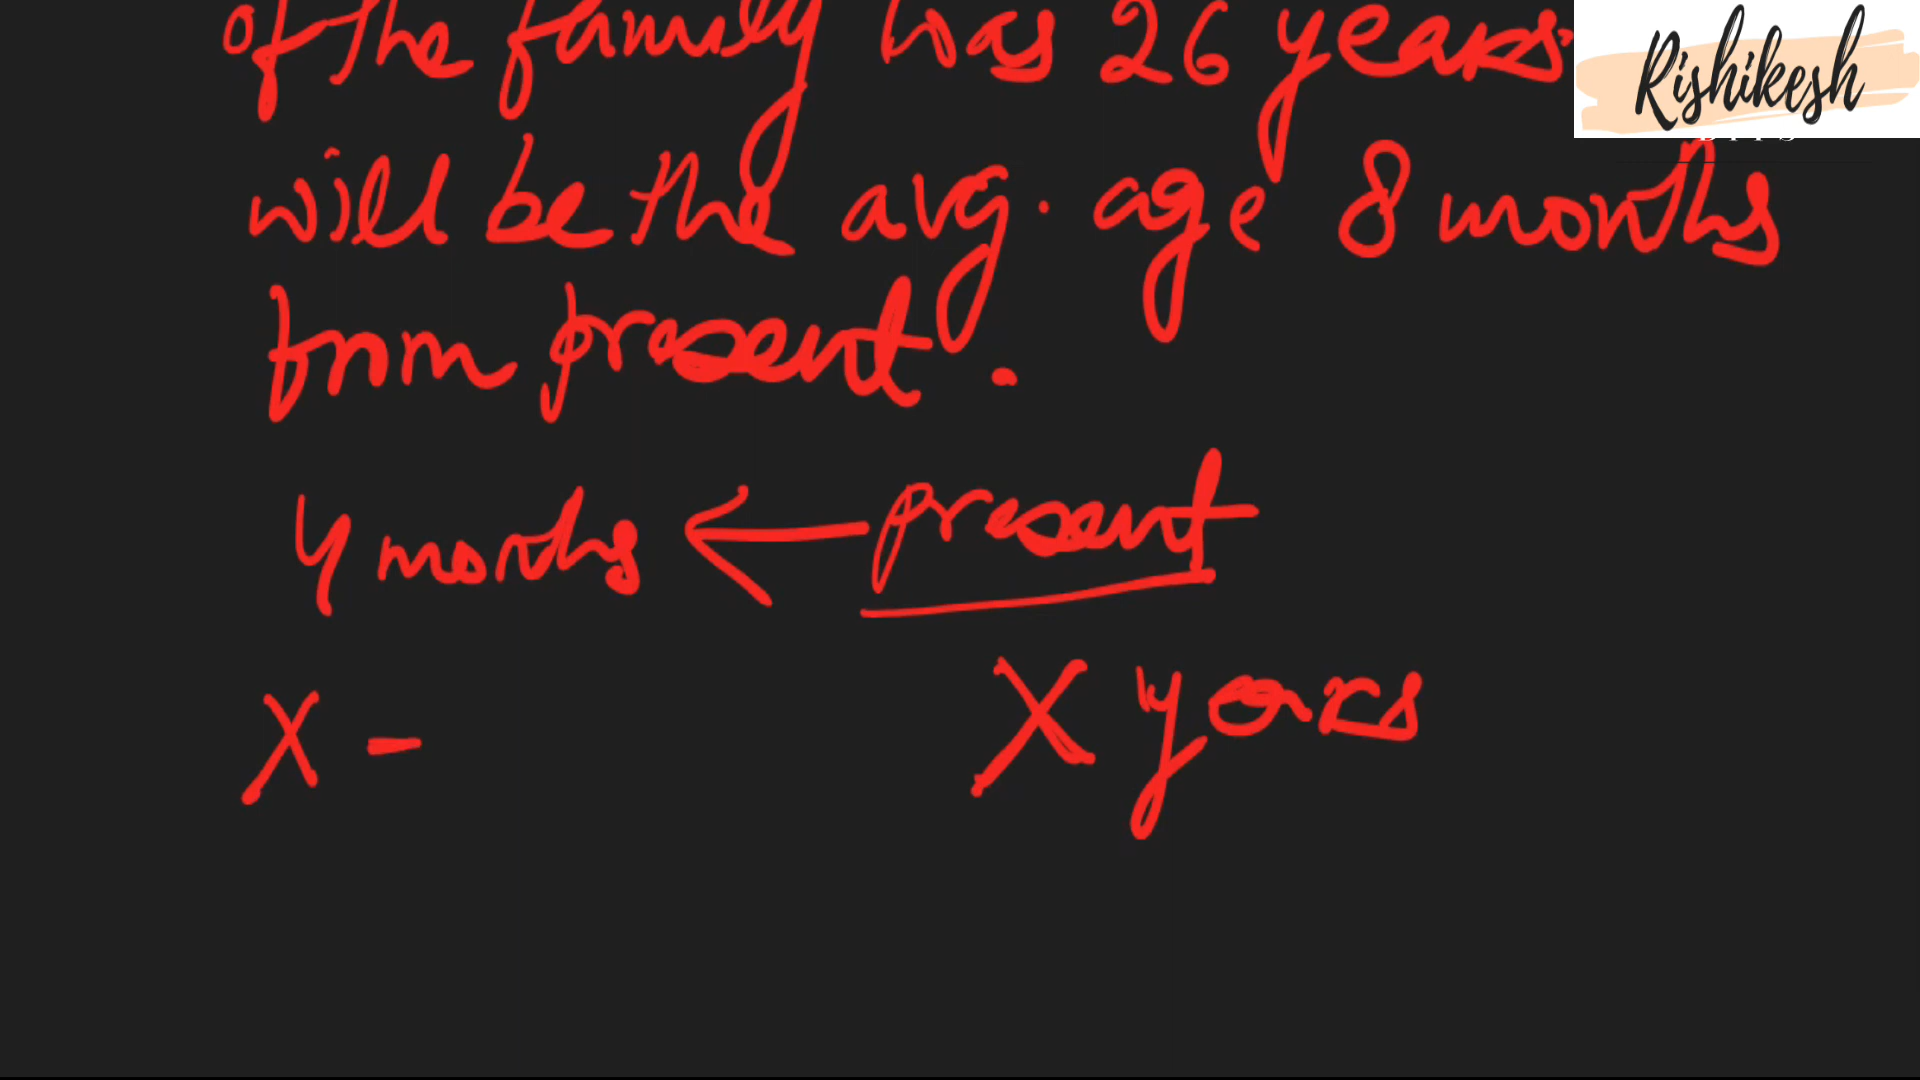 of the family was 26 years.
Rishikesh
will be the avg. age 8 months
from present.
4 months ← present
X - X years